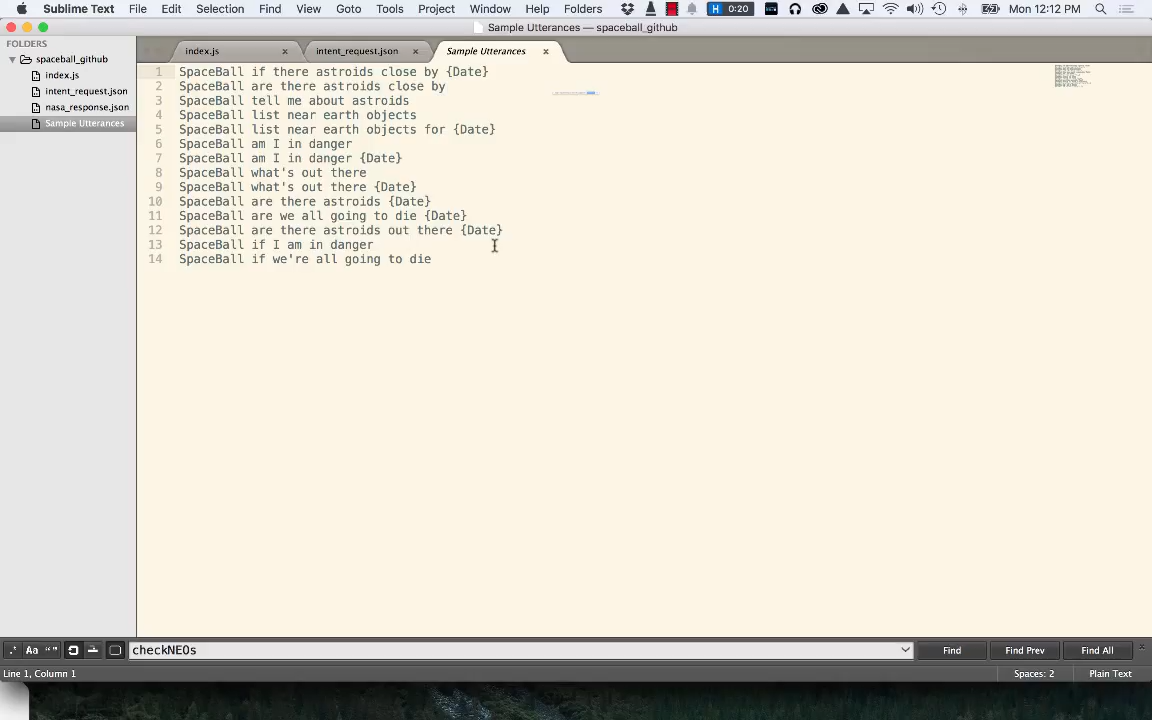 Sublime Text File Edit Selection Find View Goto Tools Project Window Help Folders H 0:20 Mon 12:12 PM
Sample Utterances — spaceball_github
FOLDERS
spaceball_github
index.js
intent_request.json
nasa_response.json
Sample Utterances
index.js × intent_request.json × Sample Utterances ×
1 SpaceBall if there astroids close by {Date}
2 SpaceBall are there astroids close by
3 SpaceBall tell me about astroids
4 SpaceBall list near earth objects
5 SpaceBall list near earth objects for {Date}
6 SpaceBall am I in danger
7 SpaceBall am I in danger {Date}
8 SpaceBall what's out there
9 SpaceBall what's out there {Date}
10 SpaceBall are there astroids {Date}
11 SpaceBall are we all going to die {Date}
12 SpaceBall are there astroids out there {Date}
13 SpaceBall if I am in danger
14 SpaceBall if we're all going to die
.* Aa “” checkNEOs Find Find Prev Find All ×
Line 1, Column 1 Spaces: 2 Plain Text